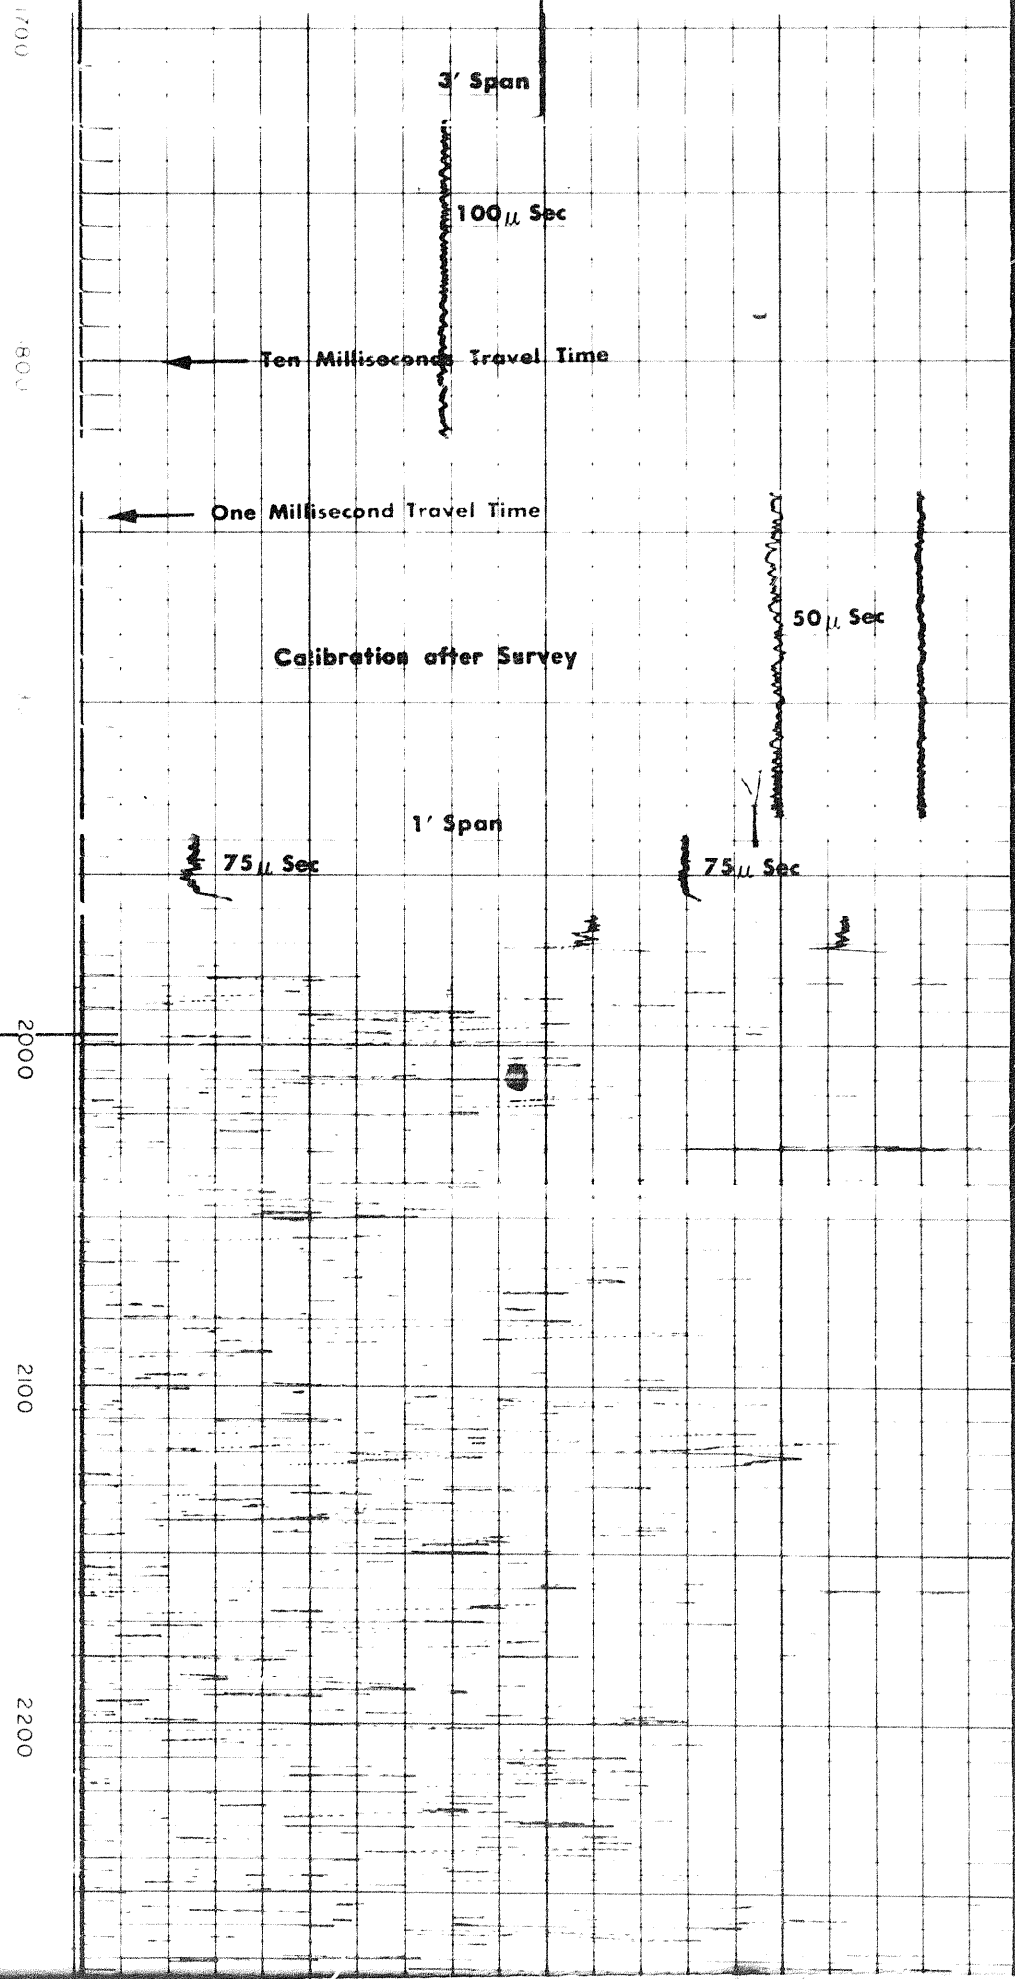 1700
3' Span
100 μ Sec
800
Ten Milliseconds Travel Time
One Millisecond Travel Time
50 μ Sec
Calibration after Survey
1' Span
75 μ Sec
75 μ Sec
2000
2100
2200